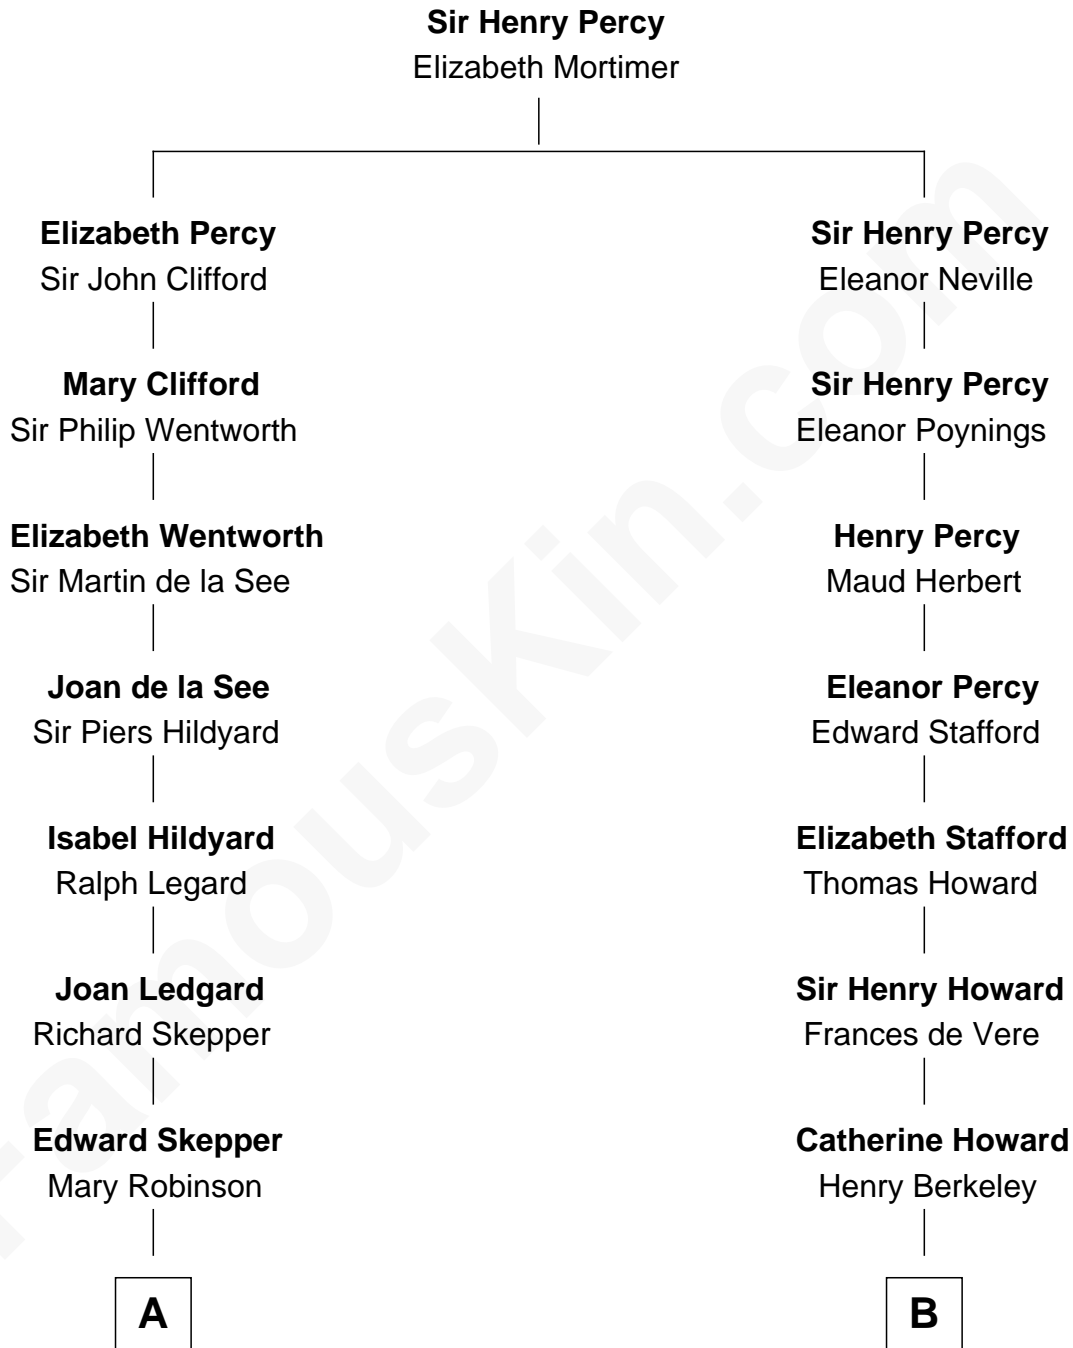 Sir Henry Percy
Elizabeth Mortimer
Elizabeth Percy
Sir John Clifford
Sir Henry Percy
Eleanor Neville
Mary Clifford
Sir Philip Wentworth
Sir Henry Percy
Eleanor Poynings
Elizabeth Wentworth
Sir Martin de la See
Henry Percy
Maud Herbert
Joan de la See
Sir Piers Hildyard
Eleanor Percy
Edward Stafford
Isabel Hildyard
Ralph Legard
Elizabeth Stafford
Thomas Howard
Joan Ledgard
Richard Skepper
Sir Henry Howard
Frances de Vere
Edward Skepper
Mary Robinson
Catherine Howard
Henry Berkeley
A
B
FamousKin.com